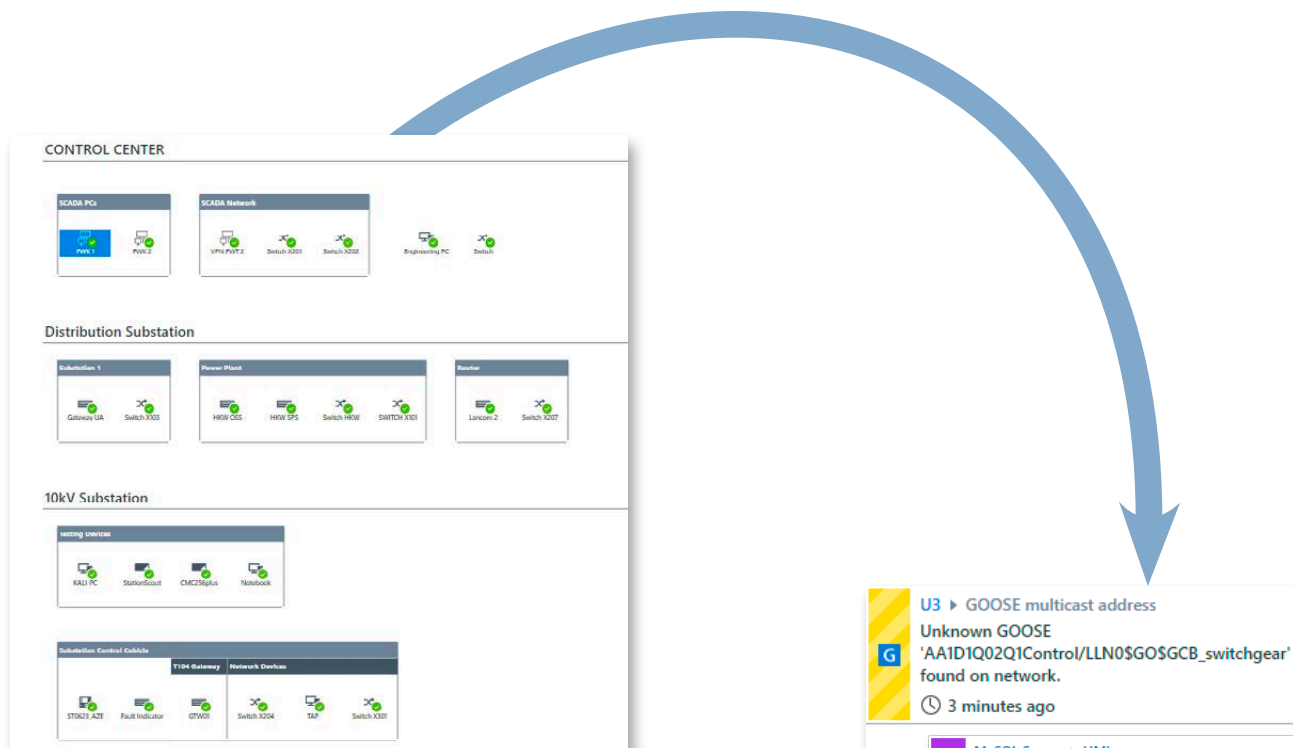 CONTROL CENTER
SCADA PCs
SCADA Network
PWK 1
PWK 2
VPN PWT 2
Switch X201
Switch X202
Engineering PC
Switch
Distribution Substation
Substation 1
Power Plant
Router
Gateway UA
Switch X103
HKW OSS
HKW SPS
Switch HKW
SWITCH X101
Lancom 2
Switch X207
10kV Substation
Testing Devices
KALI-PC
StationScout
CMC256plus
Notebook
Substation Control Cubicle
T104 Gateway
Network Devices
ST0623_AZE
Fault Indicator
GTW01
Switch X204
TAP
Switch X301
U3 ▸ GOOSE multicast address
Unknown GOOSE
G
'AA1D1Q02Q1Control/LLN0$GO$GCB_switchgear'
found on network.
3 minutes ago